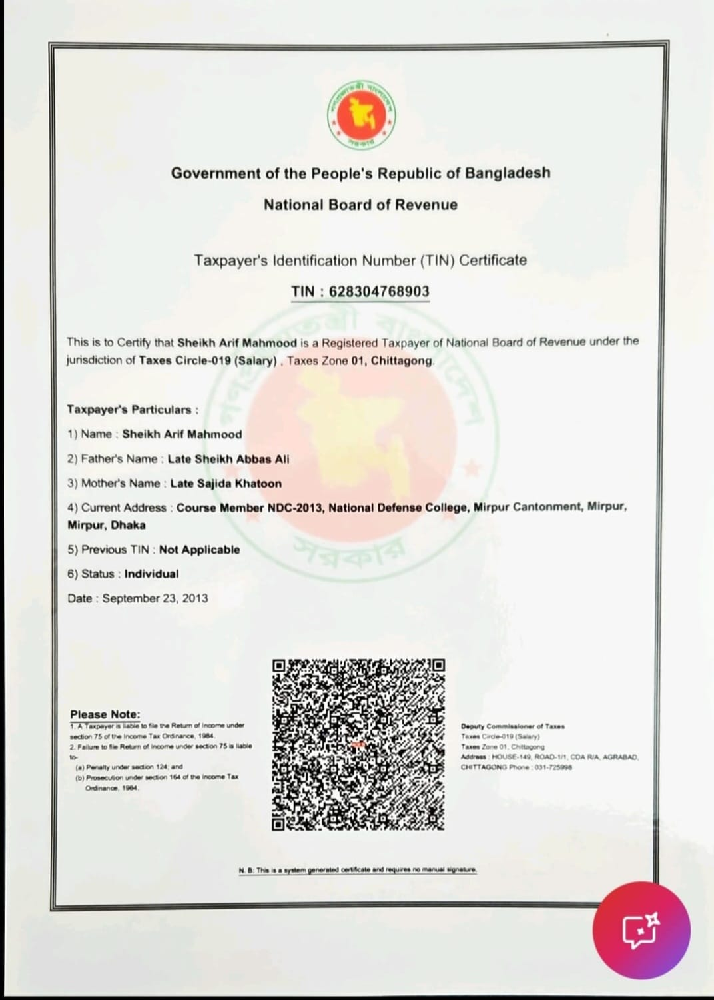 গণপ্রজাতন্ত্রী বাংলাদেশ
সরকার
Government of the People's Republic of Bangladesh
National Board of Revenue
Taxpayer's Identification Number (TIN) Certificate
TIN : 628304768903
This is to Certify that Sheikh Arif Mahmood is a Registered Taxpayer of National Board of Revenue under the
jurisdiction of Taxes Circle-019 (Salary) , Taxes Zone 01, Chittagong.
গণপ্রজাতন্ত্রী বাংলাদেশ
Taxpayer's Particulars :
1) Name : Sheikh Arif Mahmood
2) Father's Name : Late Sheikh Abbas Ali
3) Mother's Name : Late Sajida Khatoon
4) Current Address : Course Member NDC-2013, National Defense College, Mirpur Cantonment, Mirpur,
Mirpur, Dhaka
5) Previous TIN : Not Applicable
সরকার
6) Status : Individual
Date : September 23, 2013
Please Note:
1. A Taxpayer is liable to file the Return of Income under
section 75 of the Income Tax Ordinance, 1984.
2. Failure to file Return of Income under section 75 is liable
to-
(a) Penalty under section 124; and
(b) Prosecution under section 164 of the Income Tax
Ordinance, 1984.
Deputy Commissioner of Taxes
Taxes Circle-019 (Salary)
Taxes Zone 01, Chittagong
Address : HOUSE-149, ROAD-1/1, CDA R/A, AGRABAD,
CHITTAGONG Phone : 031-725998
N. B: This is a system generated certificate and requires no manual signature.